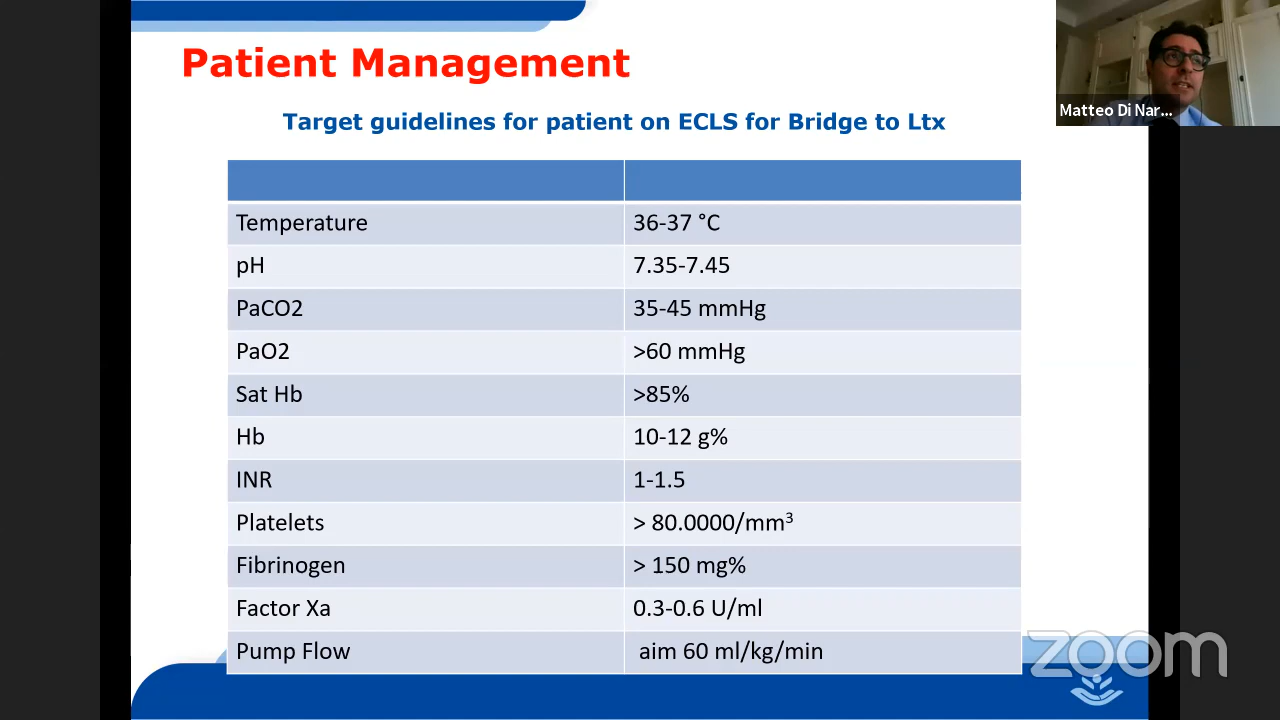 Patient Management
Target guidelines for patient on ECLS for Bridge to Ltx
Temperature 36-37 °C
pH 7.35-7.45
PaCO2 35-45 mmHg
PaO2 >60 mmHg
Sat Hb >85%
Hb 10-12 g%
INR 1-1.5
Platelets > 80.0000/mm³
Fibrinogen > 150 mg%
Factor Xa 0.3-0.6 U/ml
Pump Flow aim 60 ml/kg/min
Matteo Di Nar...
zoom